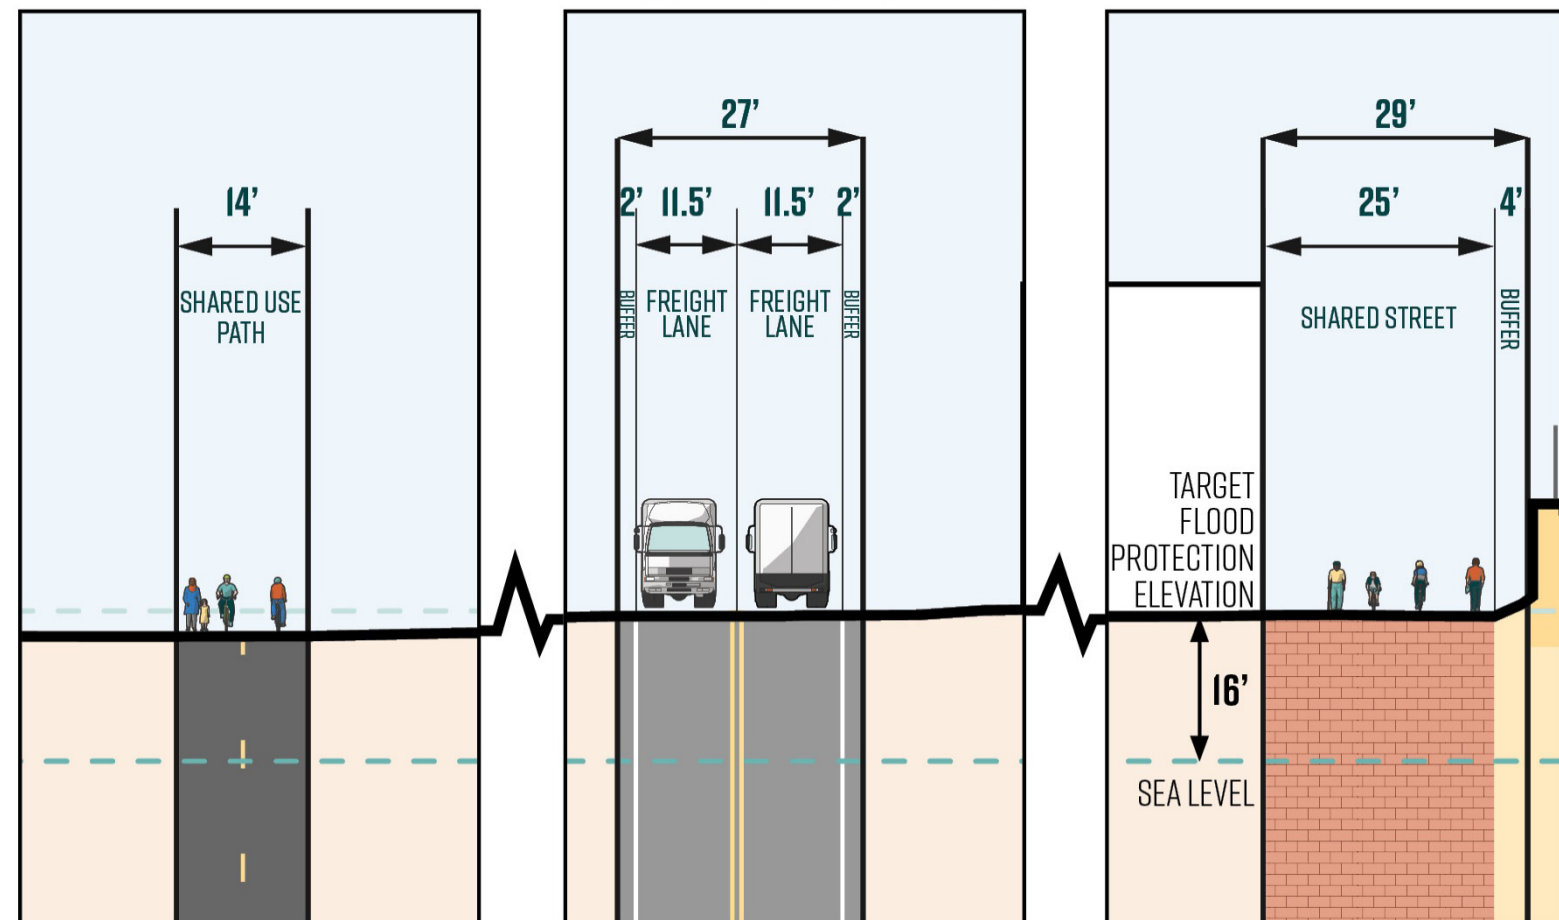 14’
SHARED USE
PATH
27’
2’ 11.5’ 11.5’ 2’
BUFFER
FREIGHT
LANE
FREIGHT
LANE
BUFFER
29’
25’ 4’
SHARED STREET
BUFFER
TARGET
FLOOD
PROTECTION
ELEVATION
16’
SEA LEVEL